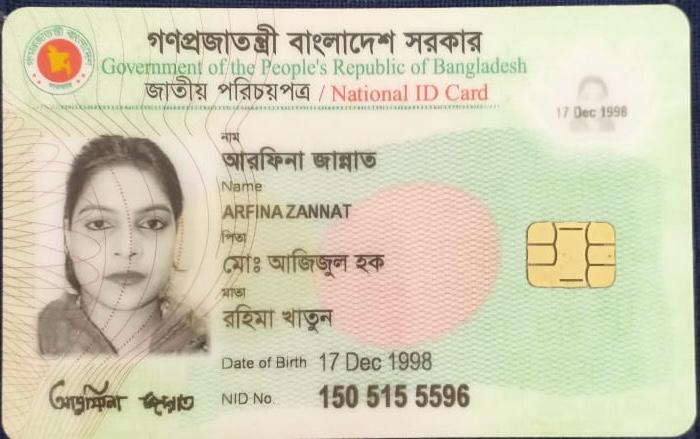 গণপ্রজাতন্ত্রী বাংলাদেশ সরকার
Government of the People's Republic of Bangladesh
জাতীয় পরিচয়পত্র / National ID Card
17 Dec 1998
নাম
আরফিনা জান্নাত
Name
ARFINA ZANNAT
পিতা
মোঃ আজিজুল হক
মাতা
রহিমা খাতুন
Date of Birth 17 Dec 1998
আরফিনা জান্নাত NID No. 150 515 5596